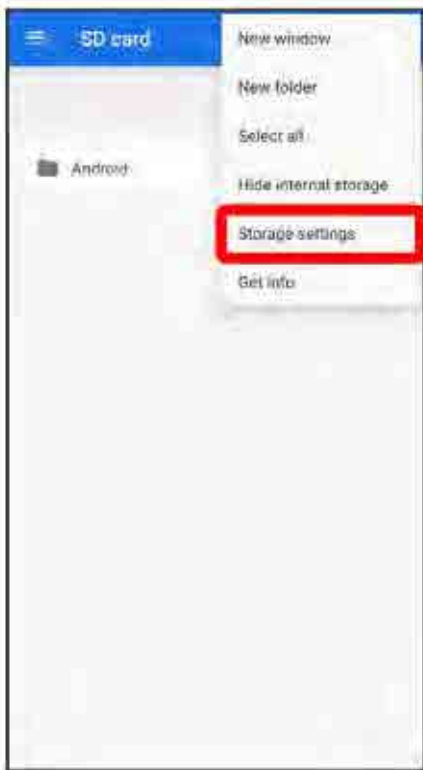 SD card
New window
New folder
Select all
Android
Hide internal storage
Storage settings
Get info